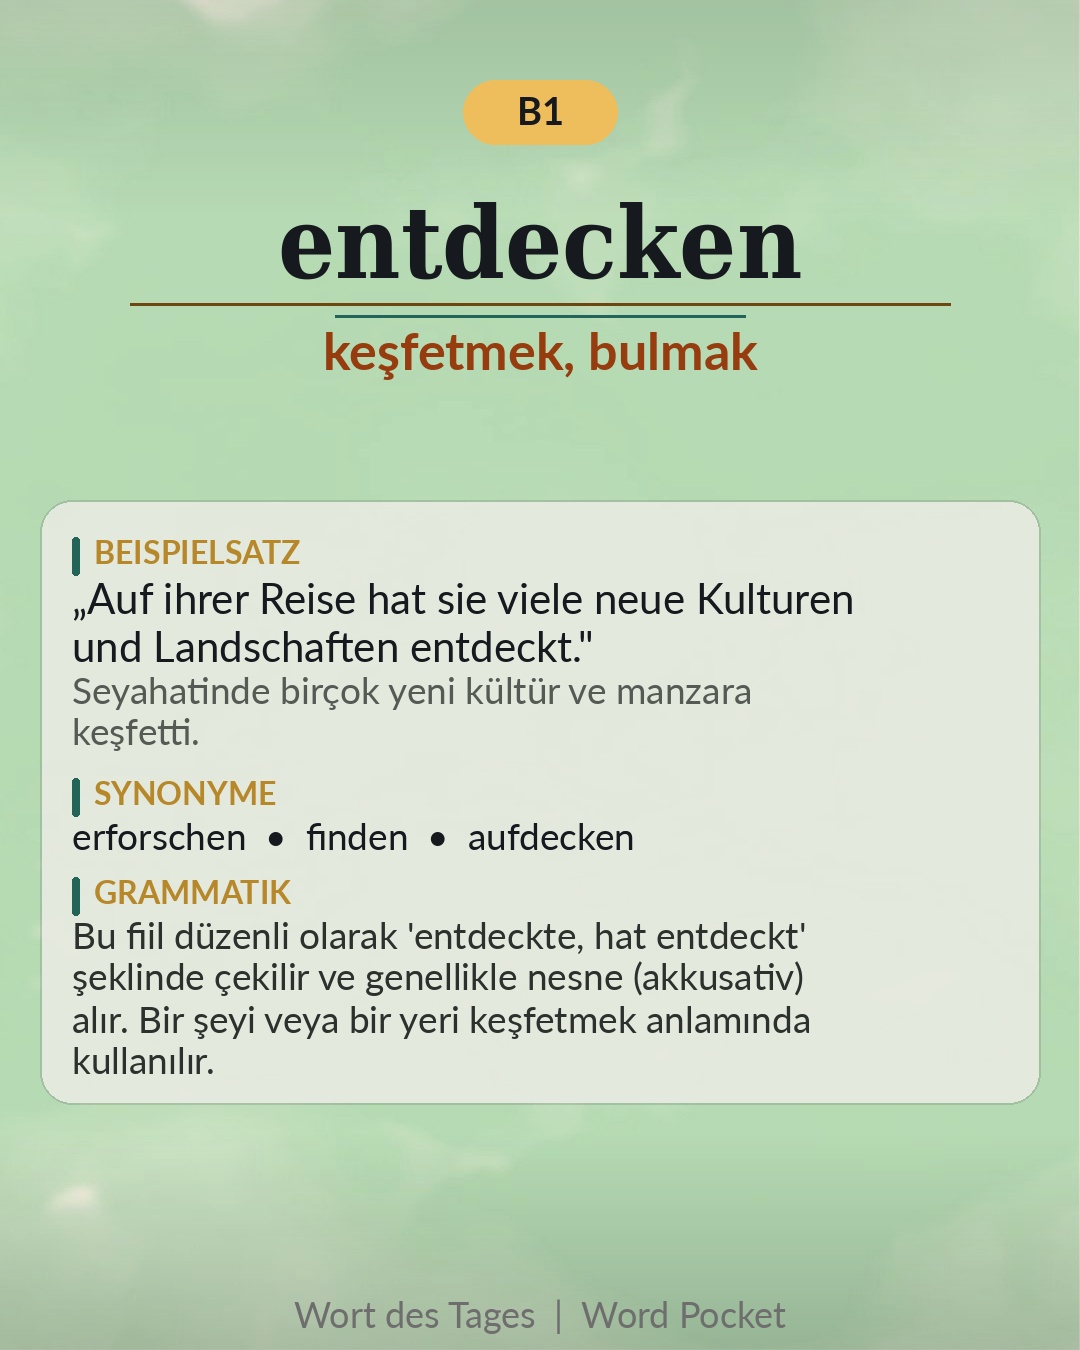 B1
entdecken
keşfetmek, bulmak
BEISPIELSATZ
„Auf ihrer Reise hat sie viele neue Kulturen
und Landschaften entdeckt."
Seyahatinde birçok yeni kültür ve manzara
keşfetti.
SYNONYME
erforschen • finden • aufdecken
GRAMMATIK
Bu fiil düzenli olarak 'entdeckte, hat entdeckt'
şeklinde çekilir ve genellikle nesne (akkusativ)
alır. Bir şeyi veya bir yeri keşfetmek anlamında
kullanılır.
Wort des Tages | Word Pocket